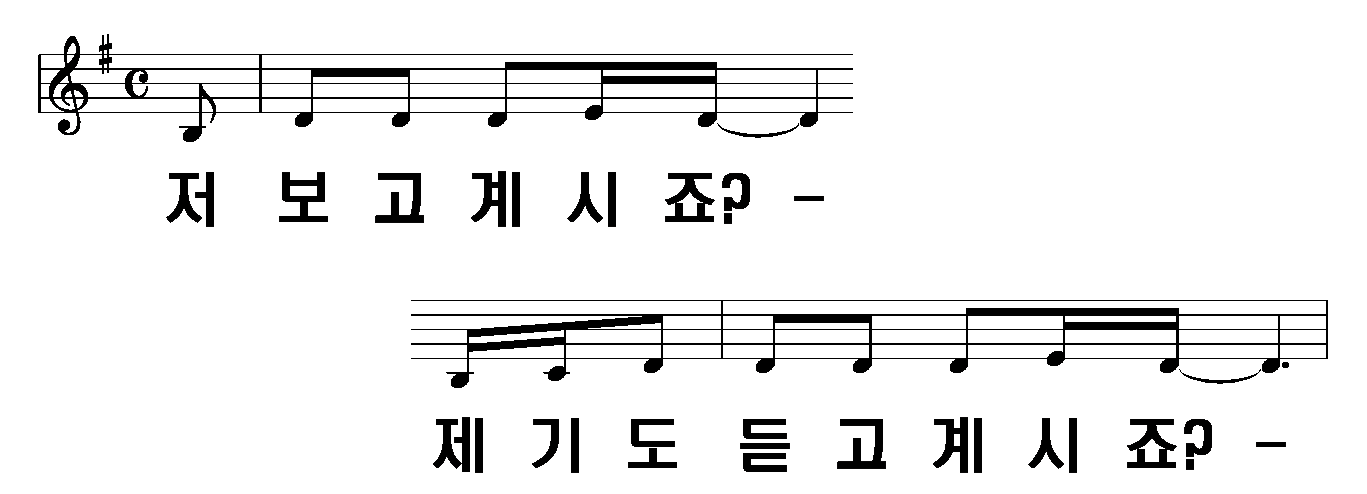 저 보 고 계 시 죠? –
제 기 도 듣 고 계 시 죠? –